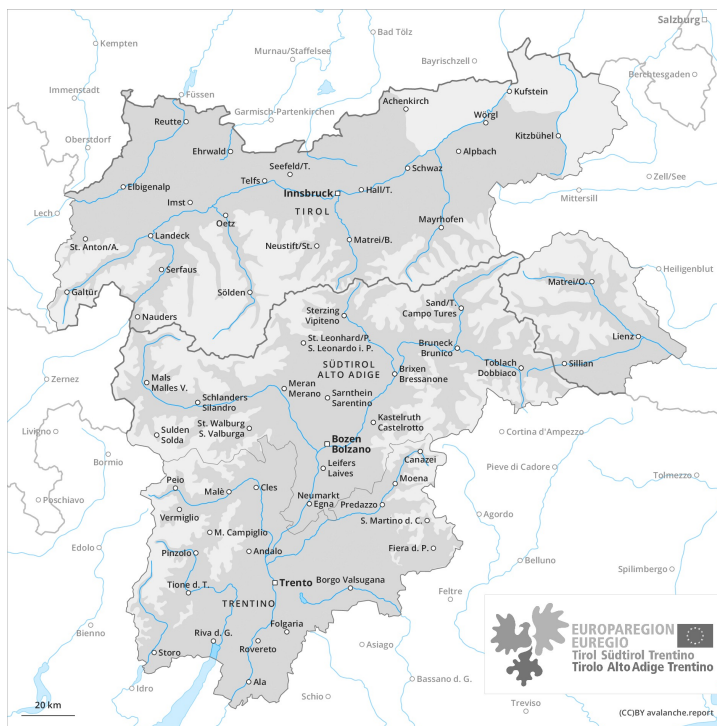 Salzburg
Kempten
Bad Tölz
Murnau/Staffelsee
Bayrischzell
Berchtesgaden
Immenstadt
Füssen
Kufstein
Achenkirch
Garmisch-Partenkirchen
Reutte
Wörgl
Oberstdorf
Kitzbühel
Ehrwald
Alpbach
Seefeld/T.
Schwaz
Zell/See
Telfs
Elbigenalp
Innsbruck
Hall/T.
Mittersill
Imst
TIROL
Lech
Oetz
Mayrhofen
Landeck
Matrei/B.
St. Anton/A.
Neustift/St.
Serfaus
Heiligenblut
Matrei/O.
Galtür
Sölden
Sand/T.
Campo Tures
Nauders
Sterzing
Vipiteno
Lienz
St. Leonhard/P.
S. Leonardo i. P.
Bruneck
Brunico
Toblach
Dobbiaco
Sillian
SÜDTIROL
ALTO ADIGE
Brixen
Bressanone
Zernez
Mals
Malles V.
Meran
Merano
Sarnthein
Sarentino
Schlanders
Silandro
Kastelruth
Castelrotto
St. Walburg
S. Valburga
Livigno
Sulden
Solda
Cortina d'Ampezzo
Bozen
Bolzano
Canazei
Bormio
Leifers
Laives
Pieve di Cadore
Tolmezzo
Peio
Moena
Malè
Cles
Neumarkt
Egna
Predazzo
Poschiavo
Vermiglio
Agordo
S. Martino d. C.
M. Campiglio
Edolo
Pinzolo
Andalo
Fiera d. P.
Belluno
Spilimbergo
Tione d. T.
Trento
Borgo Valsugana
Feltre
TRENTINO
Folgaria
Bienno
Riva d. G.
Rovereto
Asiago
Storo
Ala
Idro
Schio
Bassano d. G.
Treviso
EUROPAREGION
EUREGIO
Tirol Südtirol Trentino
Tirolo Alto Adige Trentino
20 km
(CC)BY avalanche.report